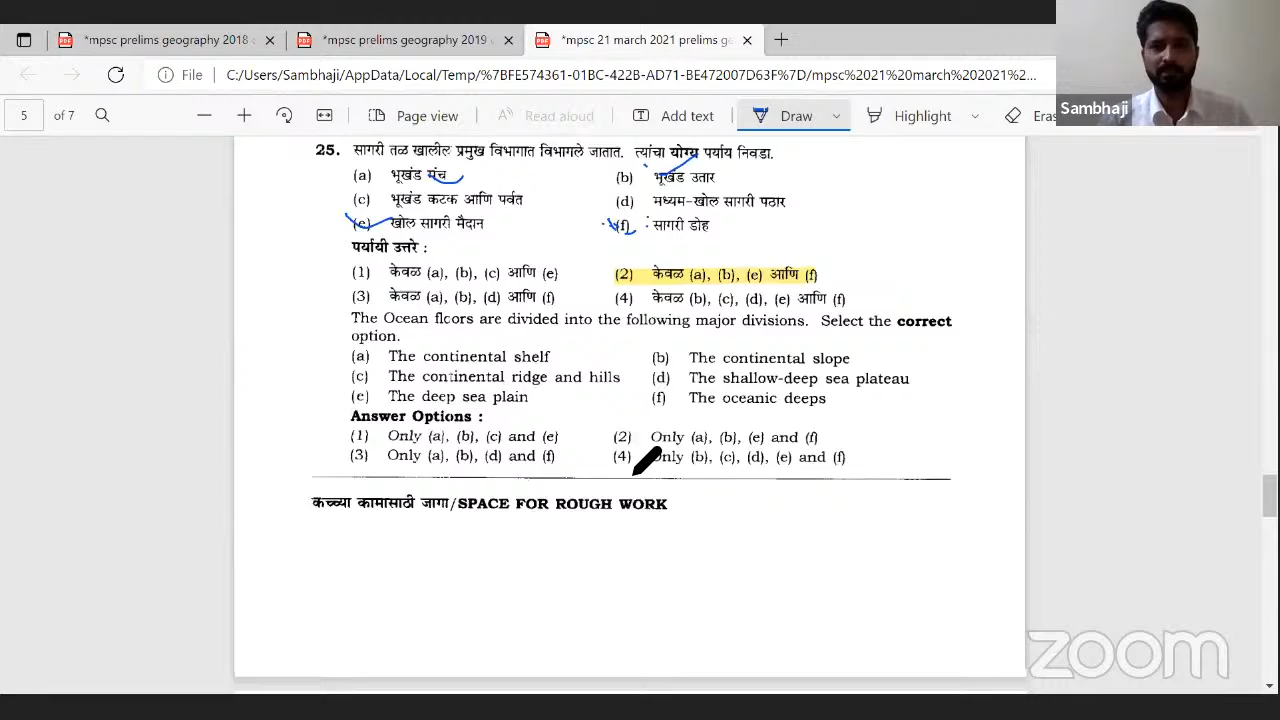 *mpsc prelims geography 2018
*mpsc prelims geography 2019
*mpsc 21 march 2021 prelims ge
File C:/Users/Sambhaji/AppData/Local/Temp/%7BFE574361-01BC-422B-AD71-BE472007D63F%7D/mpsc%2021%20march%202021%2...
5 of 7 Page view Read aloud Add text Draw Highlight Eras
Sambhaji
25. सागरी तळ खालील प्रमुख विभागात विभागले जातात. त्यांचा योग्य पर्याय निवडा.
(a) भूखंड मंच (b) भूखंड उतार
(c) भूखंड कटक आणि पर्वत (d) मध्यम-खोल सागरी पठार
(e) खोल सागरी मैदान (f) सागरी डोह
पर्यायी उत्तरे :
(1) केवळ (a), (b), (c) आणि (e) (2) केवळ (a), (b), (e) आणि (f)
(3) केवळ (a), (b), (d) आणि (f) (4) केवळ (b), (c), (d), (e) आणि (f)
The Ocean floors are divided into the following major divisions. Select the correct
option.
(a) The continental shelf (b) The continental slope
(c) The continental ridge and hills (d) The shallow-deep sea plateau
(e) The deep sea plain (f) The oceanic deeps
Answer Options :
(1) Only (a), (b), (c) and (e) (2) Only (a), (b), (e) and (f)
(3) Only (a), (b), (d) and (f) (4) Only (b), (c), (d), (e) and (f)
कच्च्या कामासाठी जागा/SPACE FOR ROUGH WORK
zoom